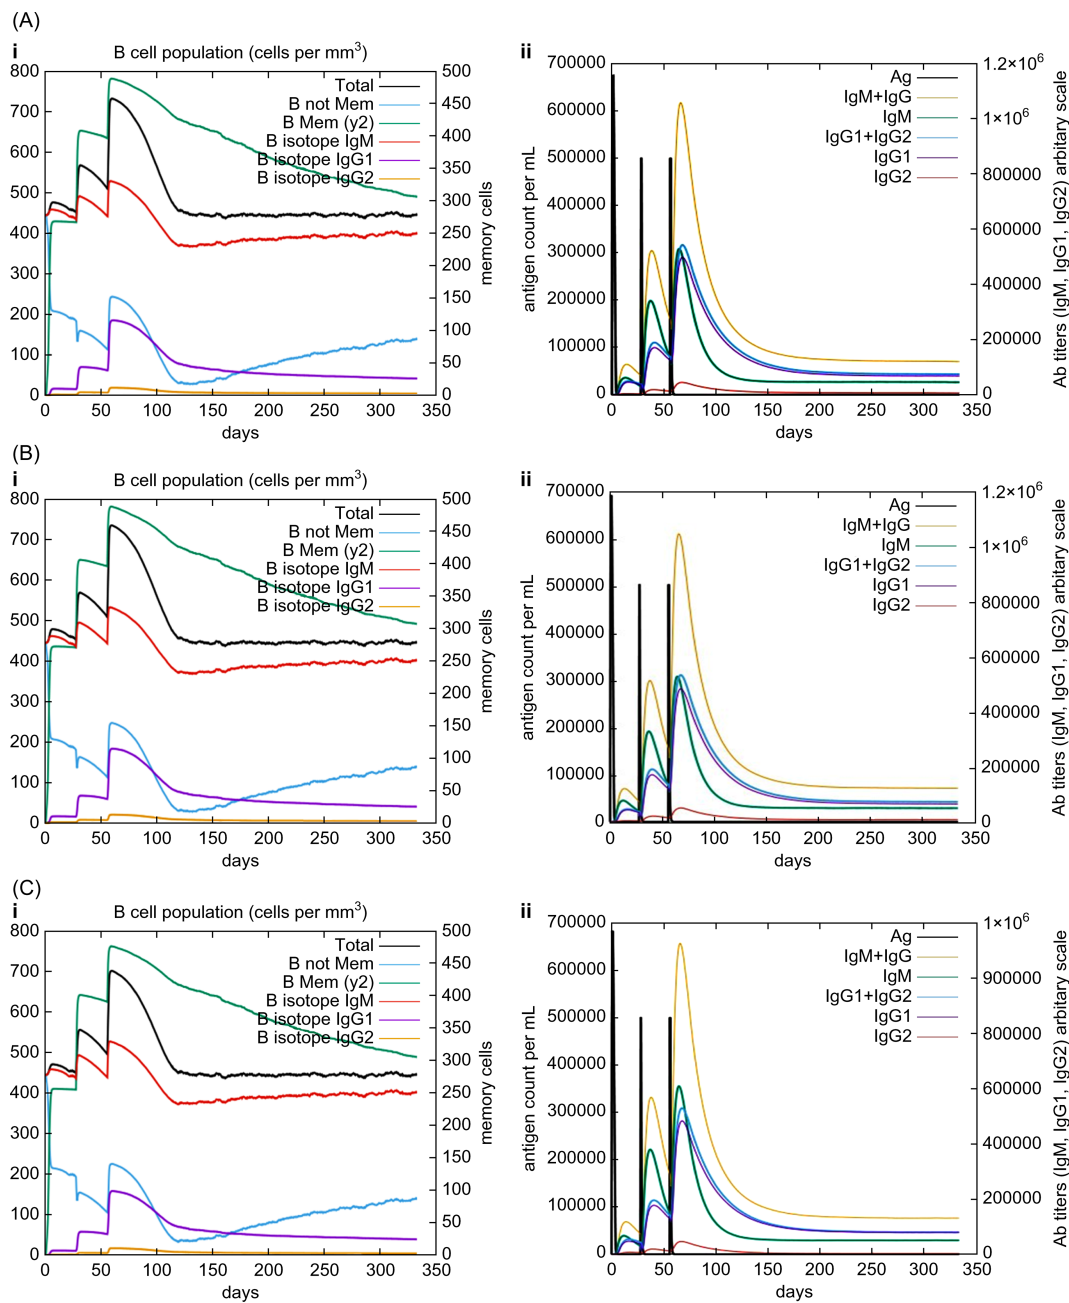 (A)
i
B cell population (cells per mm3)
800
700
600
500
400
300
200
100
0
500
450
400
350
300
250
200
150
100
50
0
memory cells
Total
B not Mem
B Mem (y2)
B isotope IgM
B isotope IgG1
B isotope IgG2
0 50 100 150 200 250 300 350
days
ii
700000
600000
500000
400000
300000
200000
100000
0
antigen count per mL
1.2×106
1×106
800000
600000
400000
200000
0
Ab titers (IgM, IgG1, IgG2) arbitary scale
Ag
IgM+IgG
IgM
IgG1+IgG2
IgG1
IgG2
0 50 100 150 200 250 300 350
days
(B)
i
B cell population (cells per mm3)
800
700
600
500
400
300
200
100
0
500
450
400
350
300
250
200
150
100
50
0
memory cells
Total
B not Mem
B Mem (y2)
B isotope IgM
B isotope IgG1
B isotope IgG2
0 50 100 150 200 250 300 350
days
ii
700000
600000
500000
400000
300000
200000
100000
0
antigen count per mL
1.2×106
1×106
800000
600000
400000
200000
0
Ab titers (IgM, IgG1, IgG2) arbitary scale
Ag
IgM+IgG
IgM
IgG1+IgG2
IgG1
IgG2
0 50 100 150 200 250 300 350
days
(C)
i
B cell population (cells per mm3)
800
700
600
500
400
300
200
100
0
500
450
400
350
300
250
200
150
100
50
0
memory cells
Total
B not Mem
B Mem (y2)
B isotope IgM
B isotope IgG1
B isotope IgG2
0 50 100 150 200 250 300 350
days
ii
700000
600000
500000
400000
300000
200000
100000
0
antigen count per mL
1×106
900000
800000
600000
400000
200000
0
Ab titers (IgM, IgG1, IgG2) arbitary scale
Ag
IgM+IgG
IgM
IgG1+IgG2
IgG1
IgG2
0 50 100 150 200 250 300 350
days